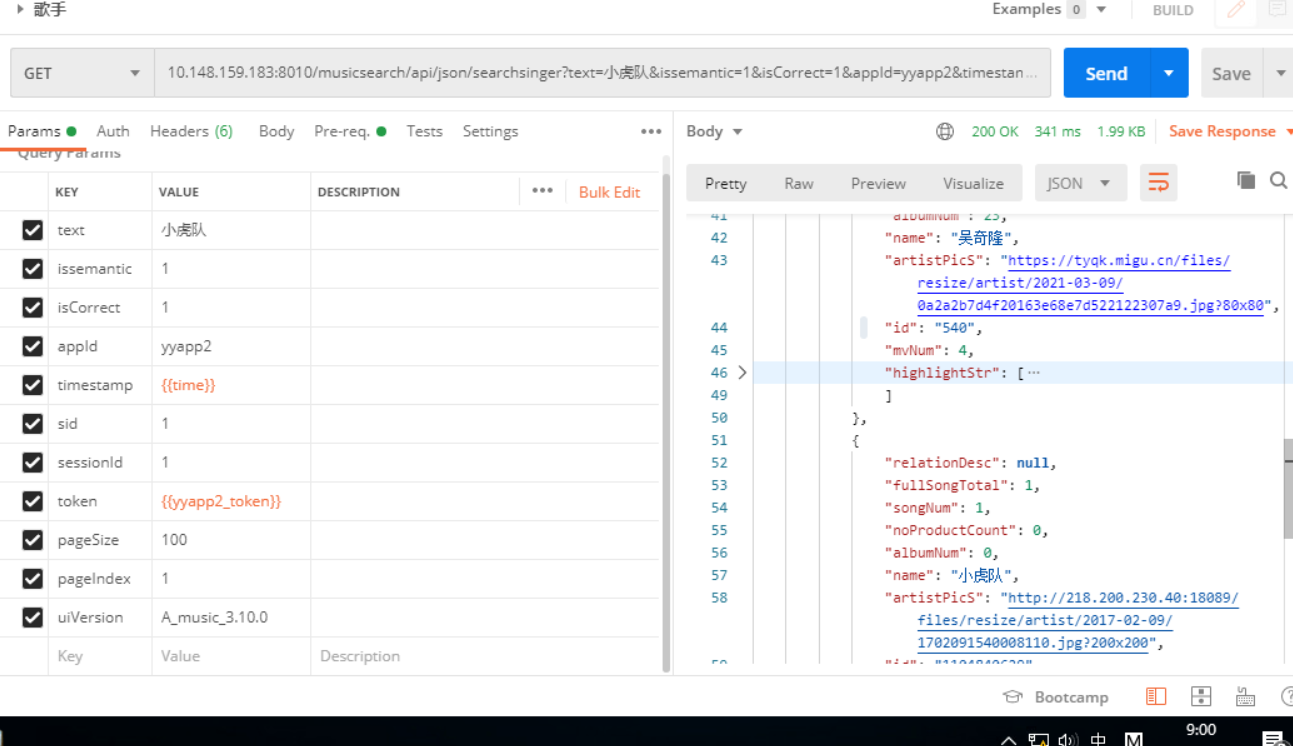 歌手
Examples 0 BUILD
GET 10.148.159.183:8010/musicsearch/api/json/searchsinger?text=小虎队&issemantic=1&isCorrect=1&appId=yyapp2&timestan... Send Save
Params Auth Headers (6) Body Pre-req. Tests Settings ••• Body 200 OK 341 ms 1.99 KB Save Response
Query Params
KEY VALUE DESCRIPTION ••• Bulk Edit
Pretty Raw Preview Visualize JSON
text 小虎队
issemantic 1
isCorrect 1
appId yyapp2
timestamp {{time}}
sid 1
sessionId 1
token {{yyapp2_token}}
pageSize 100
pageIndex 1
uiVersion A_music_3.10.0
Key Value Description
41 "albumNum": 23,
42 "name": "吴奇隆",
43 "artistPicS": "https://tyqk.migu.cn/files/
resize/artist/2021-03-09/
0a2a2b7d4f20163e68e7d522122307a9.jpg?80x80",
44 "id": "540",
45 "mvNum": 4,
46 "highlightStr": [ ⋯
49 ]
50 },
51 {
52 "relationDesc": null,
53 "fullSongTotal": 1,
54 "songNum": 1,
55 "noProductCount": 0,
56 "albumNum": 0,
57 "name": "小虎队",
58 "artistPicS": "http://218.200.230.40:18089/
files/resize/artist/2017-02-09/
1702091540008110.jpg?200x200",
Bootcamp
中 M 9:00